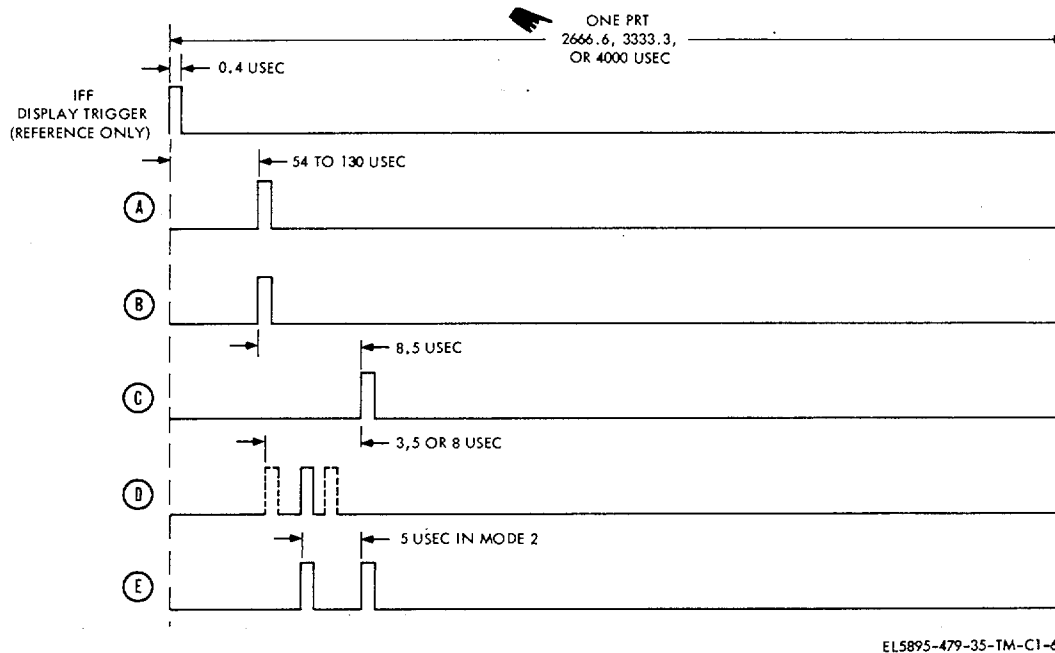 ONE PRT
2666.6, 3333.3,
OR 4000 USEC
0.4 USEC
IFF
DISPLAY TRIGGER
(REFERENCE ONLY)
54 TO 130 USEC
A
B
8.5 USEC
C
3,5 OR 8 USEC
D
5 USEC IN MODE 2
E
EL5895-479-35-TM-C1-6